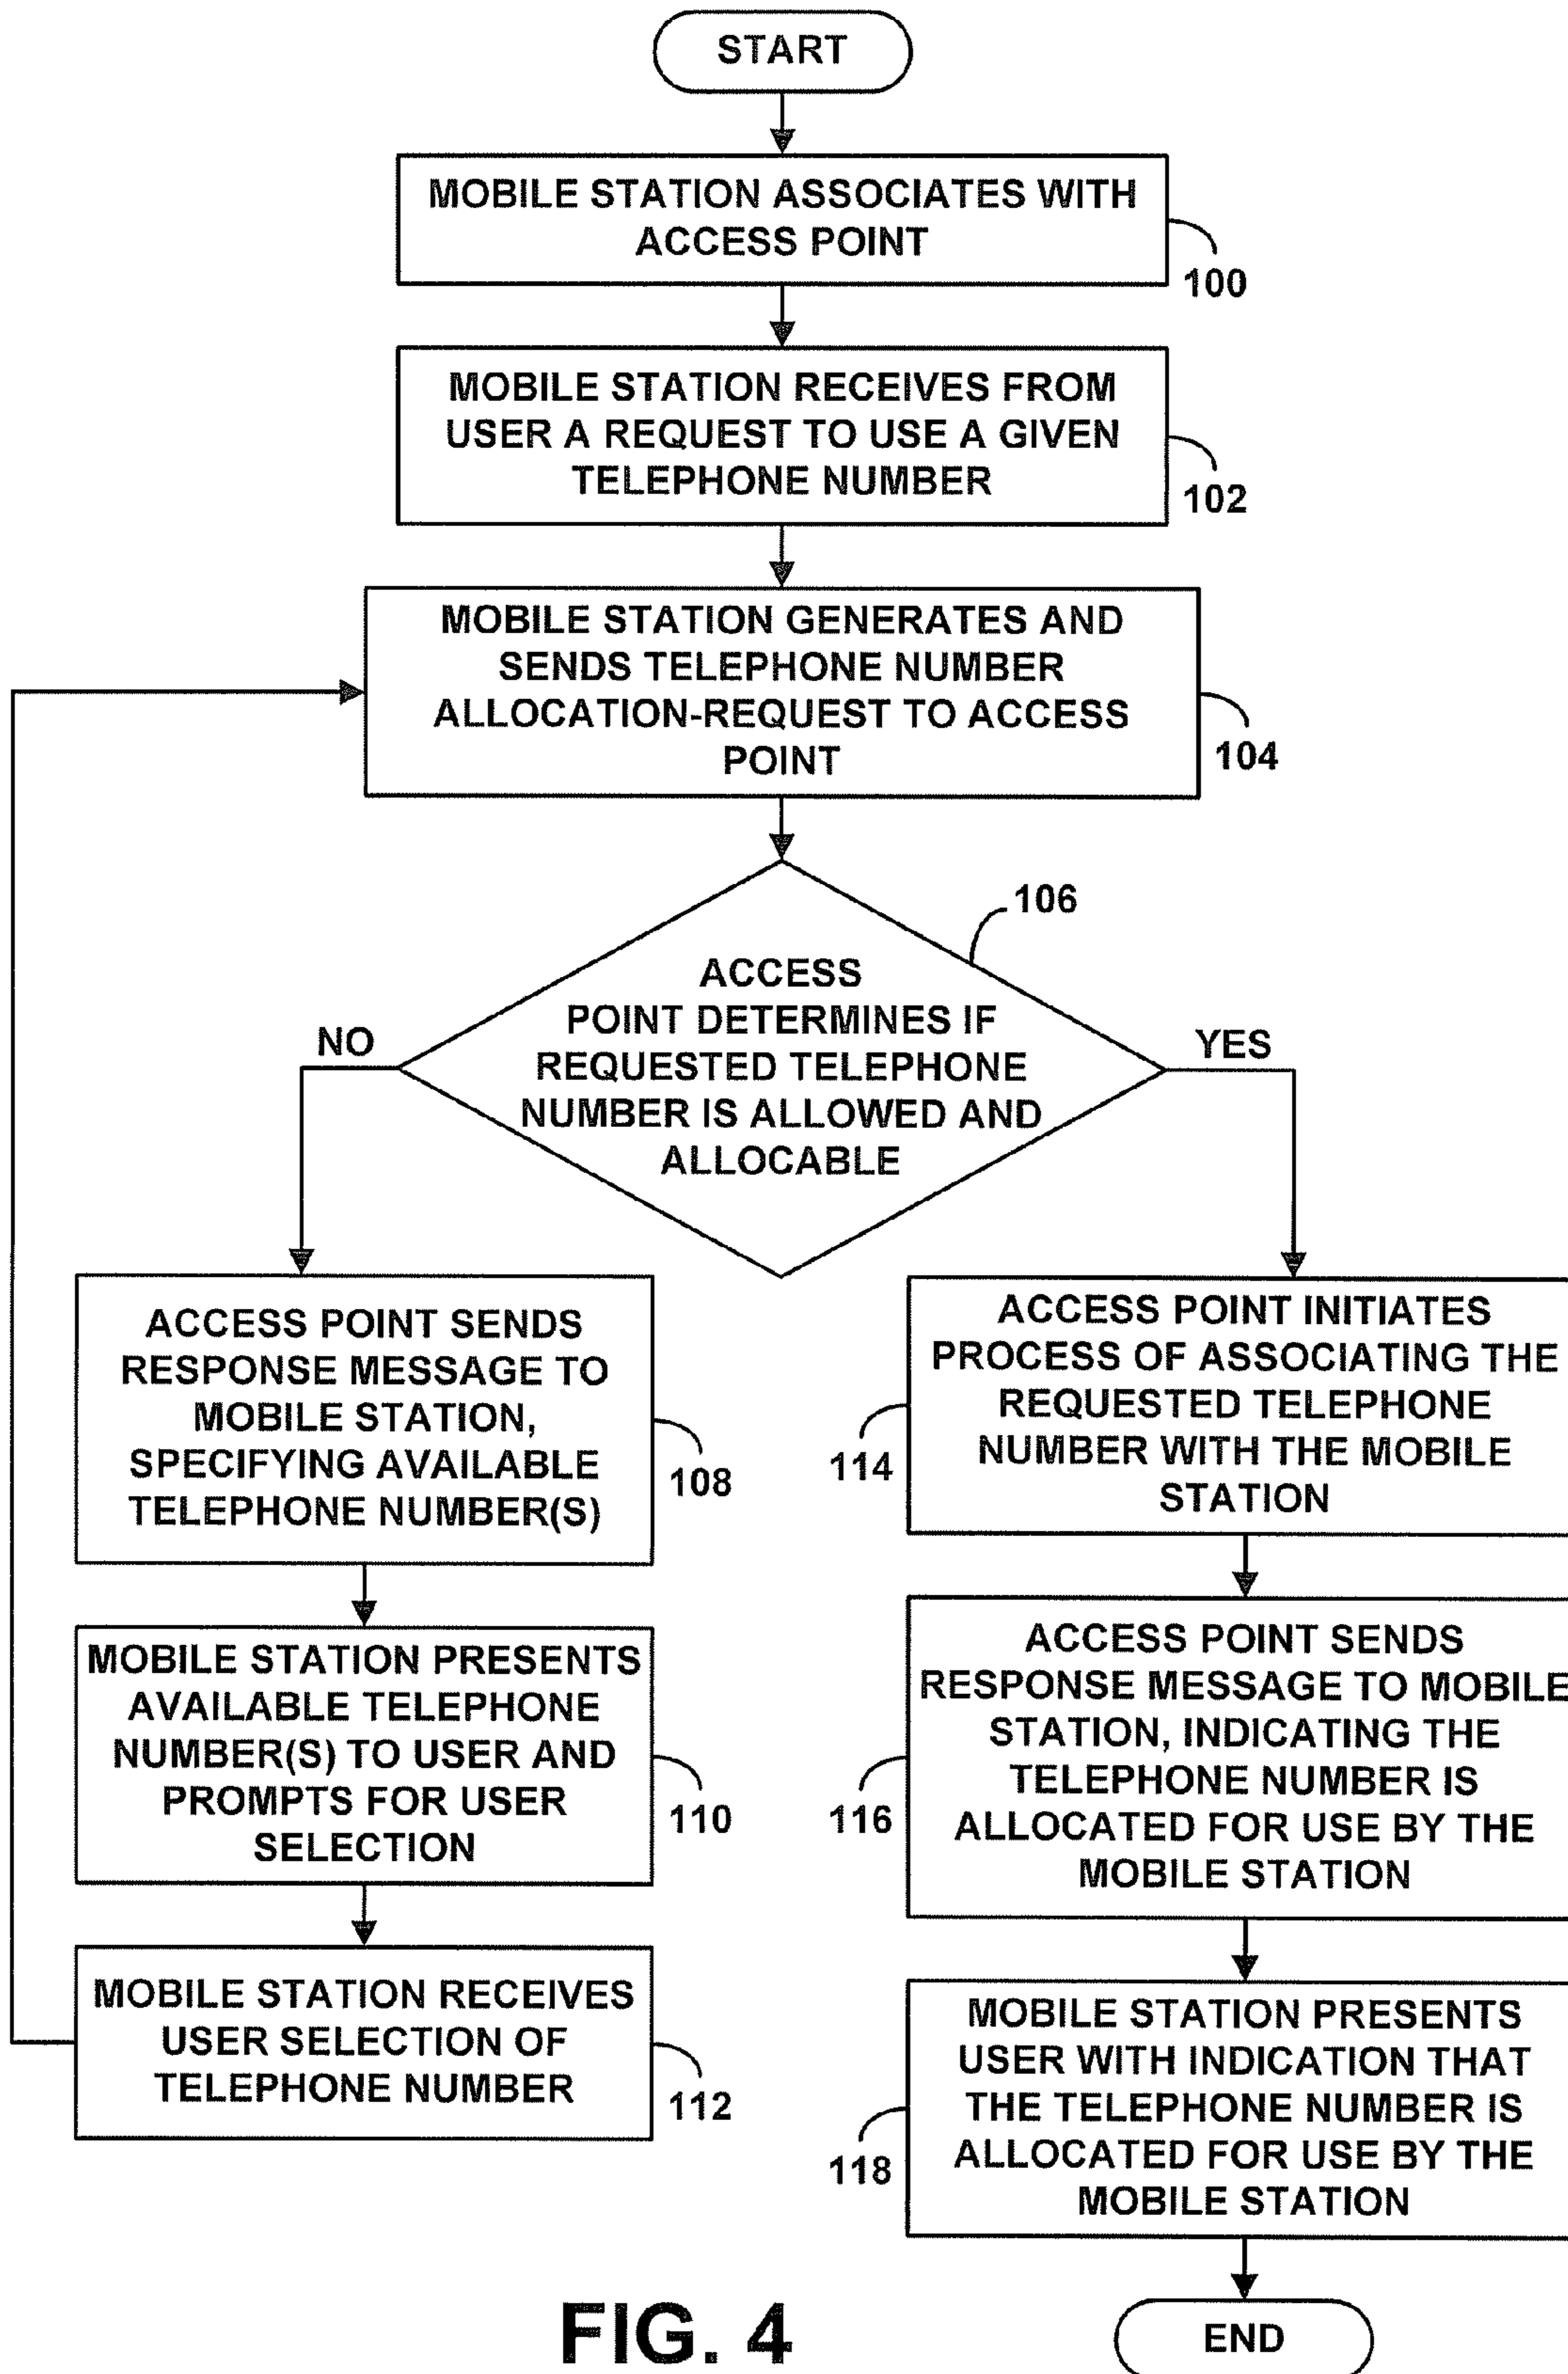 START
MOBILE STATION ASSOCIATES WITH
ACCESS POINT
100
MOBILE STATION RECEIVES FROM
USER A REQUEST TO USE A GIVEN
TELEPHONE NUMBER
102
MOBILE STATION GENERATES AND
SENDS TELEPHONE NUMBER
ALLOCATION-REQUEST TO ACCESS
POINT
104
106
ACCESS
POINT DETERMINES IF
REQUESTED TELEPHONE
NUMBER IS ALLOWED AND
ALLOCABLE
NO
YES
ACCESS POINT SENDS
RESPONSE MESSAGE TO
MOBILE STATION,
SPECIFYING AVAILABLE
TELEPHONE NUMBER(S)
108
MOBILE STATION PRESENTS
AVAILABLE TELEPHONE
NUMBER(S) TO USER AND
PROMPTS FOR USER
SELECTION
110
MOBILE STATION RECEIVES
USER SELECTION OF
TELEPHONE NUMBER
112
ACCESS POINT INITIATES
PROCESS OF ASSOCIATING THE
REQUESTED TELEPHONE
NUMBER WITH THE MOBILE
STATION
114
ACCESS POINT SENDS
RESPONSE MESSAGE TO MOBILE
STATION, INDICATING THE
TELEPHONE NUMBER IS
ALLOCATED FOR USE BY THE
MOBILE STATION
116
MOBILE STATION PRESENTS
USER WITH INDICATION THAT
THE TELEPHONE NUMBER IS
ALLOCATED FOR USE BY THE
MOBILE STATION
118
END
FIG. 4